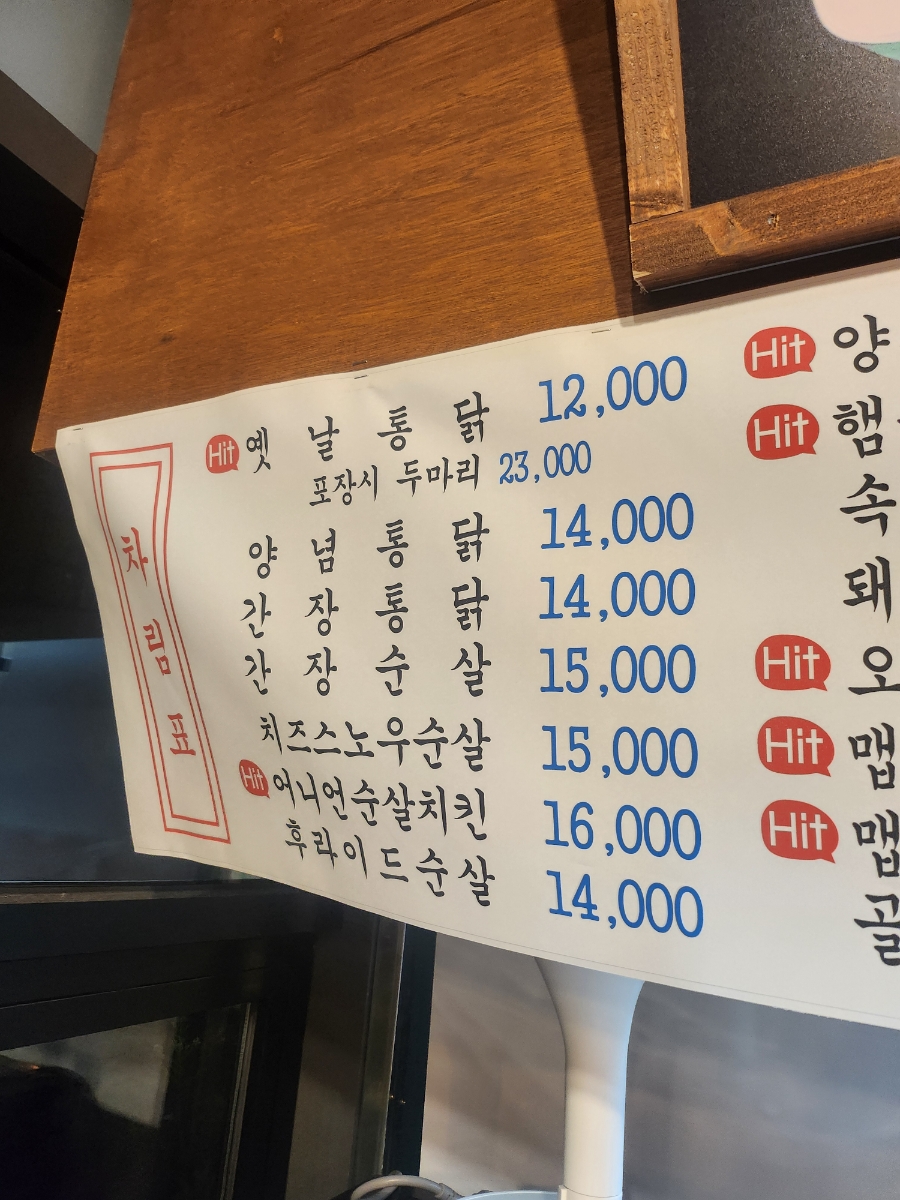 차림표
Hit 옛날통닭 12,000
포장시 두마리 23,000
양념통닭 14,000
간장통닭 14,000
간장순살 15,000
치즈스노우순살 15,000
Hit 어니언순살치킨 16,000
후라이드순살 14,000
Hit 양
Hit 햄
속
돼
Hit 오
Hit 맵
Hit 맵
골